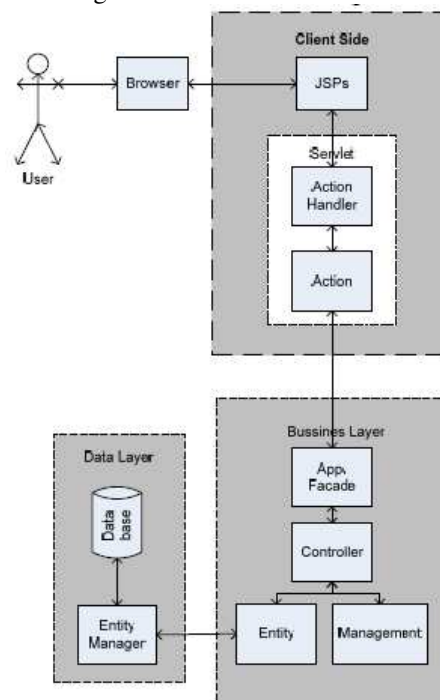 Client Side
Browser
JSPs
User
Servlet
Action
Handler
Action
Bussines Layer
Data Layer
App.
Facade
Data
base
Controller
Entity
Manager
Entity
Management